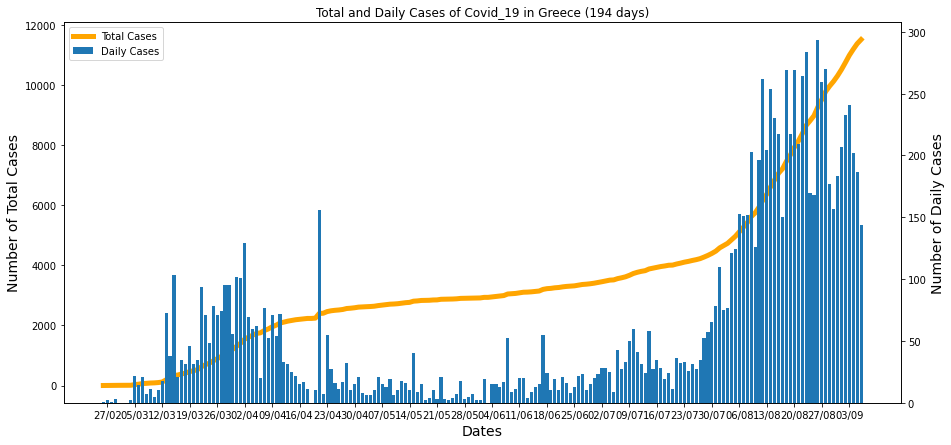 Total and Daily Cases of Covid_19 in Greece (194 days)
Total Cases
Daily Cases
12000
10000
8000
6000
4000
2000
0
Number of Total Cases
300
250
200
150
100
50
0
Number of Daily Cases
27/02 05/03 12/03 19/03 26/03 02/04 09/04 16/04 23/04 30/04 07/05 14/05 21/05 28/05 04/06 11/06 18/06 25/06 02/07 09/07 16/07 23/07 30/07 06/08 13/08 20/08 27/08 03/09
Dates